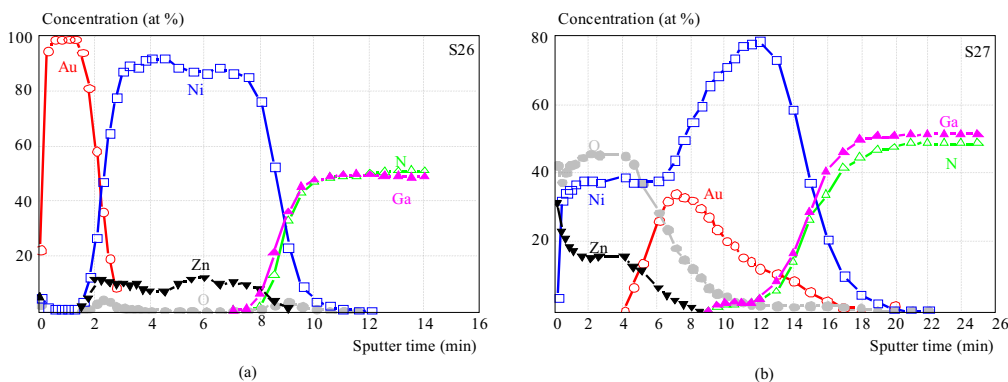 Concentration (at %)
100
80
60
40
20
S26
Au
Ni
N
Ga
Zn
O
0 2 4 6 8 10 12 14 16
Sputter time (min)
(a)
Concentration (at %)
80
60
40
20
S27
O
Ni
Au
Zn
Ga
N
0 2 4 6 8 10 12 14 16 18 20 22 24 26
Sputter time (min)
(b)